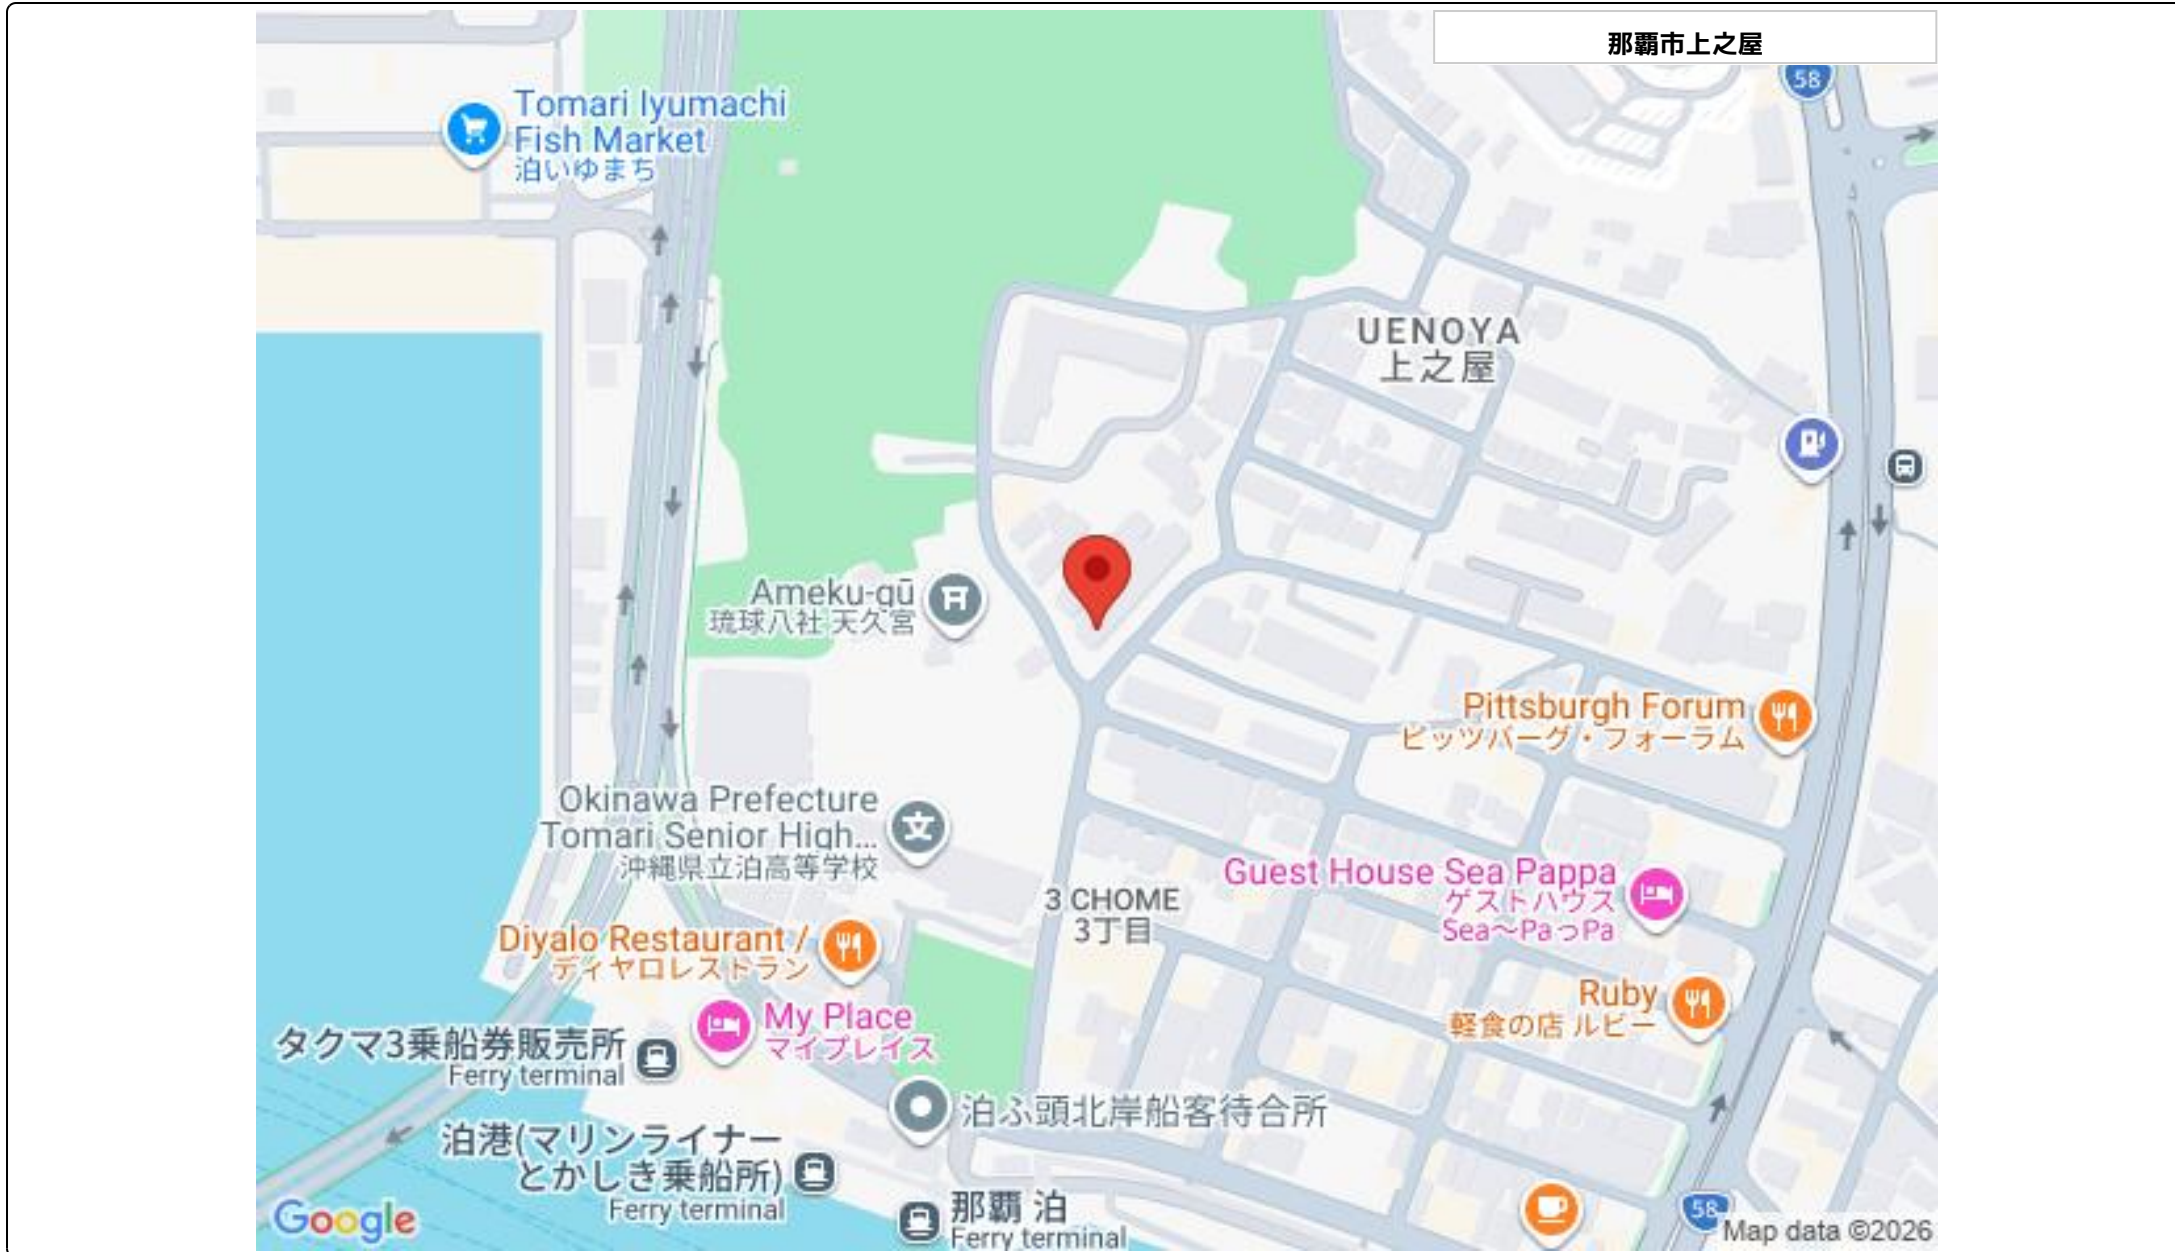 那覇市上之屋
58
Tomari Iyumachi
Fish Market
泊いゆまち
UENOYA
上之屋
Ameku-gū
琉球八社 天久宮
Pittsburgh Forum
ピッツバーグ・フォーラム
Okinawa Prefecture
Tomari Senior High...
沖縄県立泊高等学校
文
Guest House Sea Pappa
ゲストハウス
Sea〜PaっPa
3 CHOME
3丁目
Diyalo Restaurant /
ディヤロレストラン
Ruby
軽食の店 ルビー
My Place
マイプレイス
タクマ3乗船券販売所
Ferry terminal
泊ふ頭北岸船客待合所
泊港(マリンライナー
とかしき乗船所)
Ferry terminal
那覇 泊
Ferry terminal
58
Google
Map data ©2026